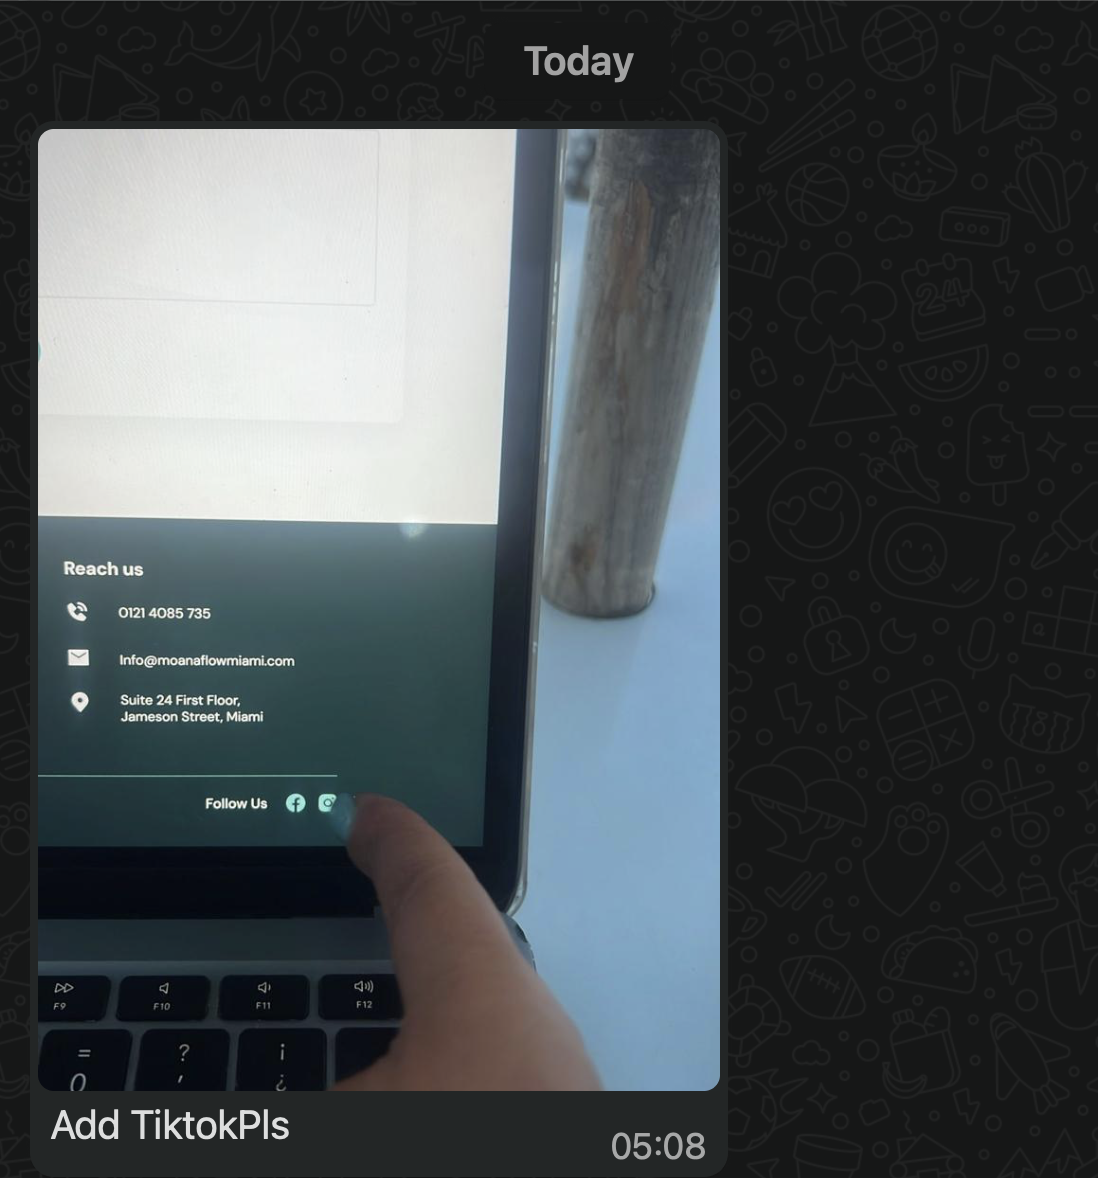 Today
Reach us
0121 4085 735
Info@moanaflowmiami.com
Suite 24 First Floor,
Jameson Street, Miami
Follow Us
F9
F10
F11
F12
=
?
¡
0
'
¿
Add TiktokPls
05:08